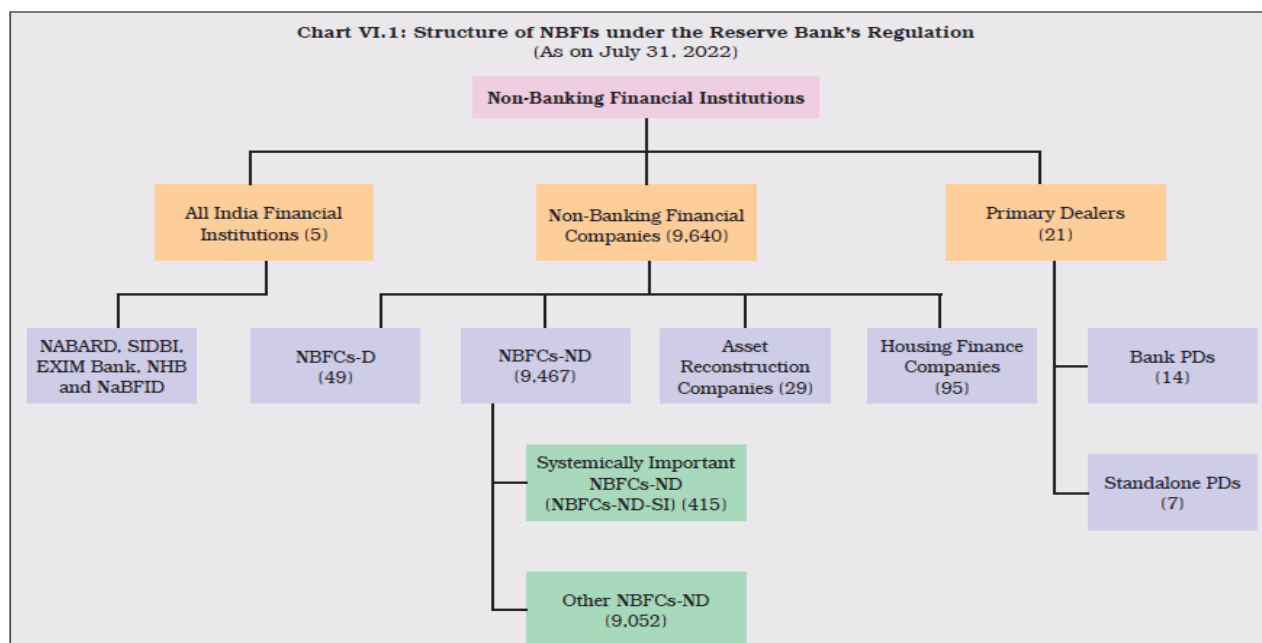 Chart VI.1: Structure of NBFIs under the Reserve Bank's Regulation
(As on July 31, 2022)
Non-Banking Financial Institutions
All India Financial
Institutions (5)
Non-Banking Financial
Companies (9,640)
Primary Dealers
(21)
NABARD, SIDBI,
EXIM Bank, NHB
and NaBFID
NBFCs-D
(49)
NBFCs-ND
(9,467)
Asset
Reconstruction
Companies (29)
Housing Finance
Companies
(95)
Bank PDs
(14)
Systemically Important
NBFCs-ND
(NBFCs-ND-SI) (415)
Standalone PDs
(7)
Other NBFCs-ND
(9,052)